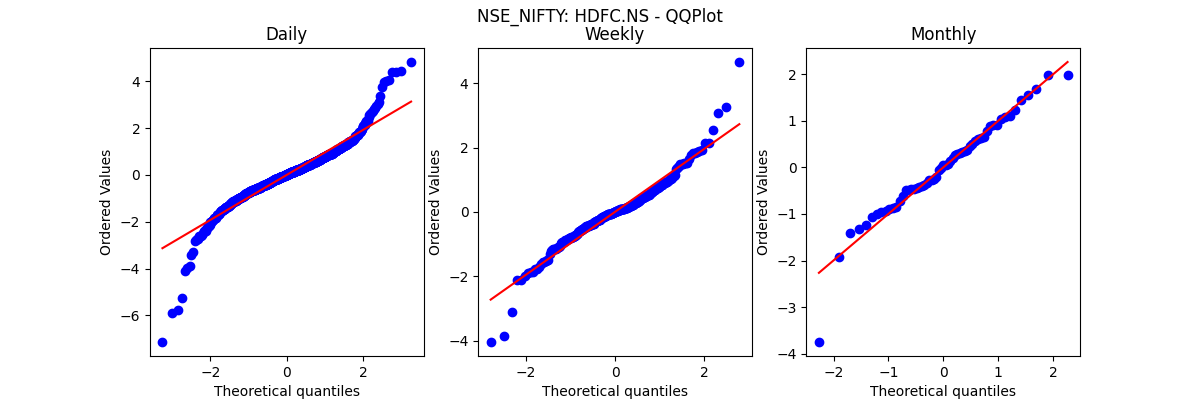 NSE_NIFTY: HDFC.NS - QQPlot
Daily
Weekly
Monthly
Ordered Values
4
2
0
−2
−4
−6
−2
0
2
Theoretical quantiles
Ordered Values
4
2
0
−2
−4
−2
0
2
Theoretical quantiles
Ordered Values
2
1
0
−1
−2
−3
−4
−2
−1
0
1
2
Theoretical quantiles